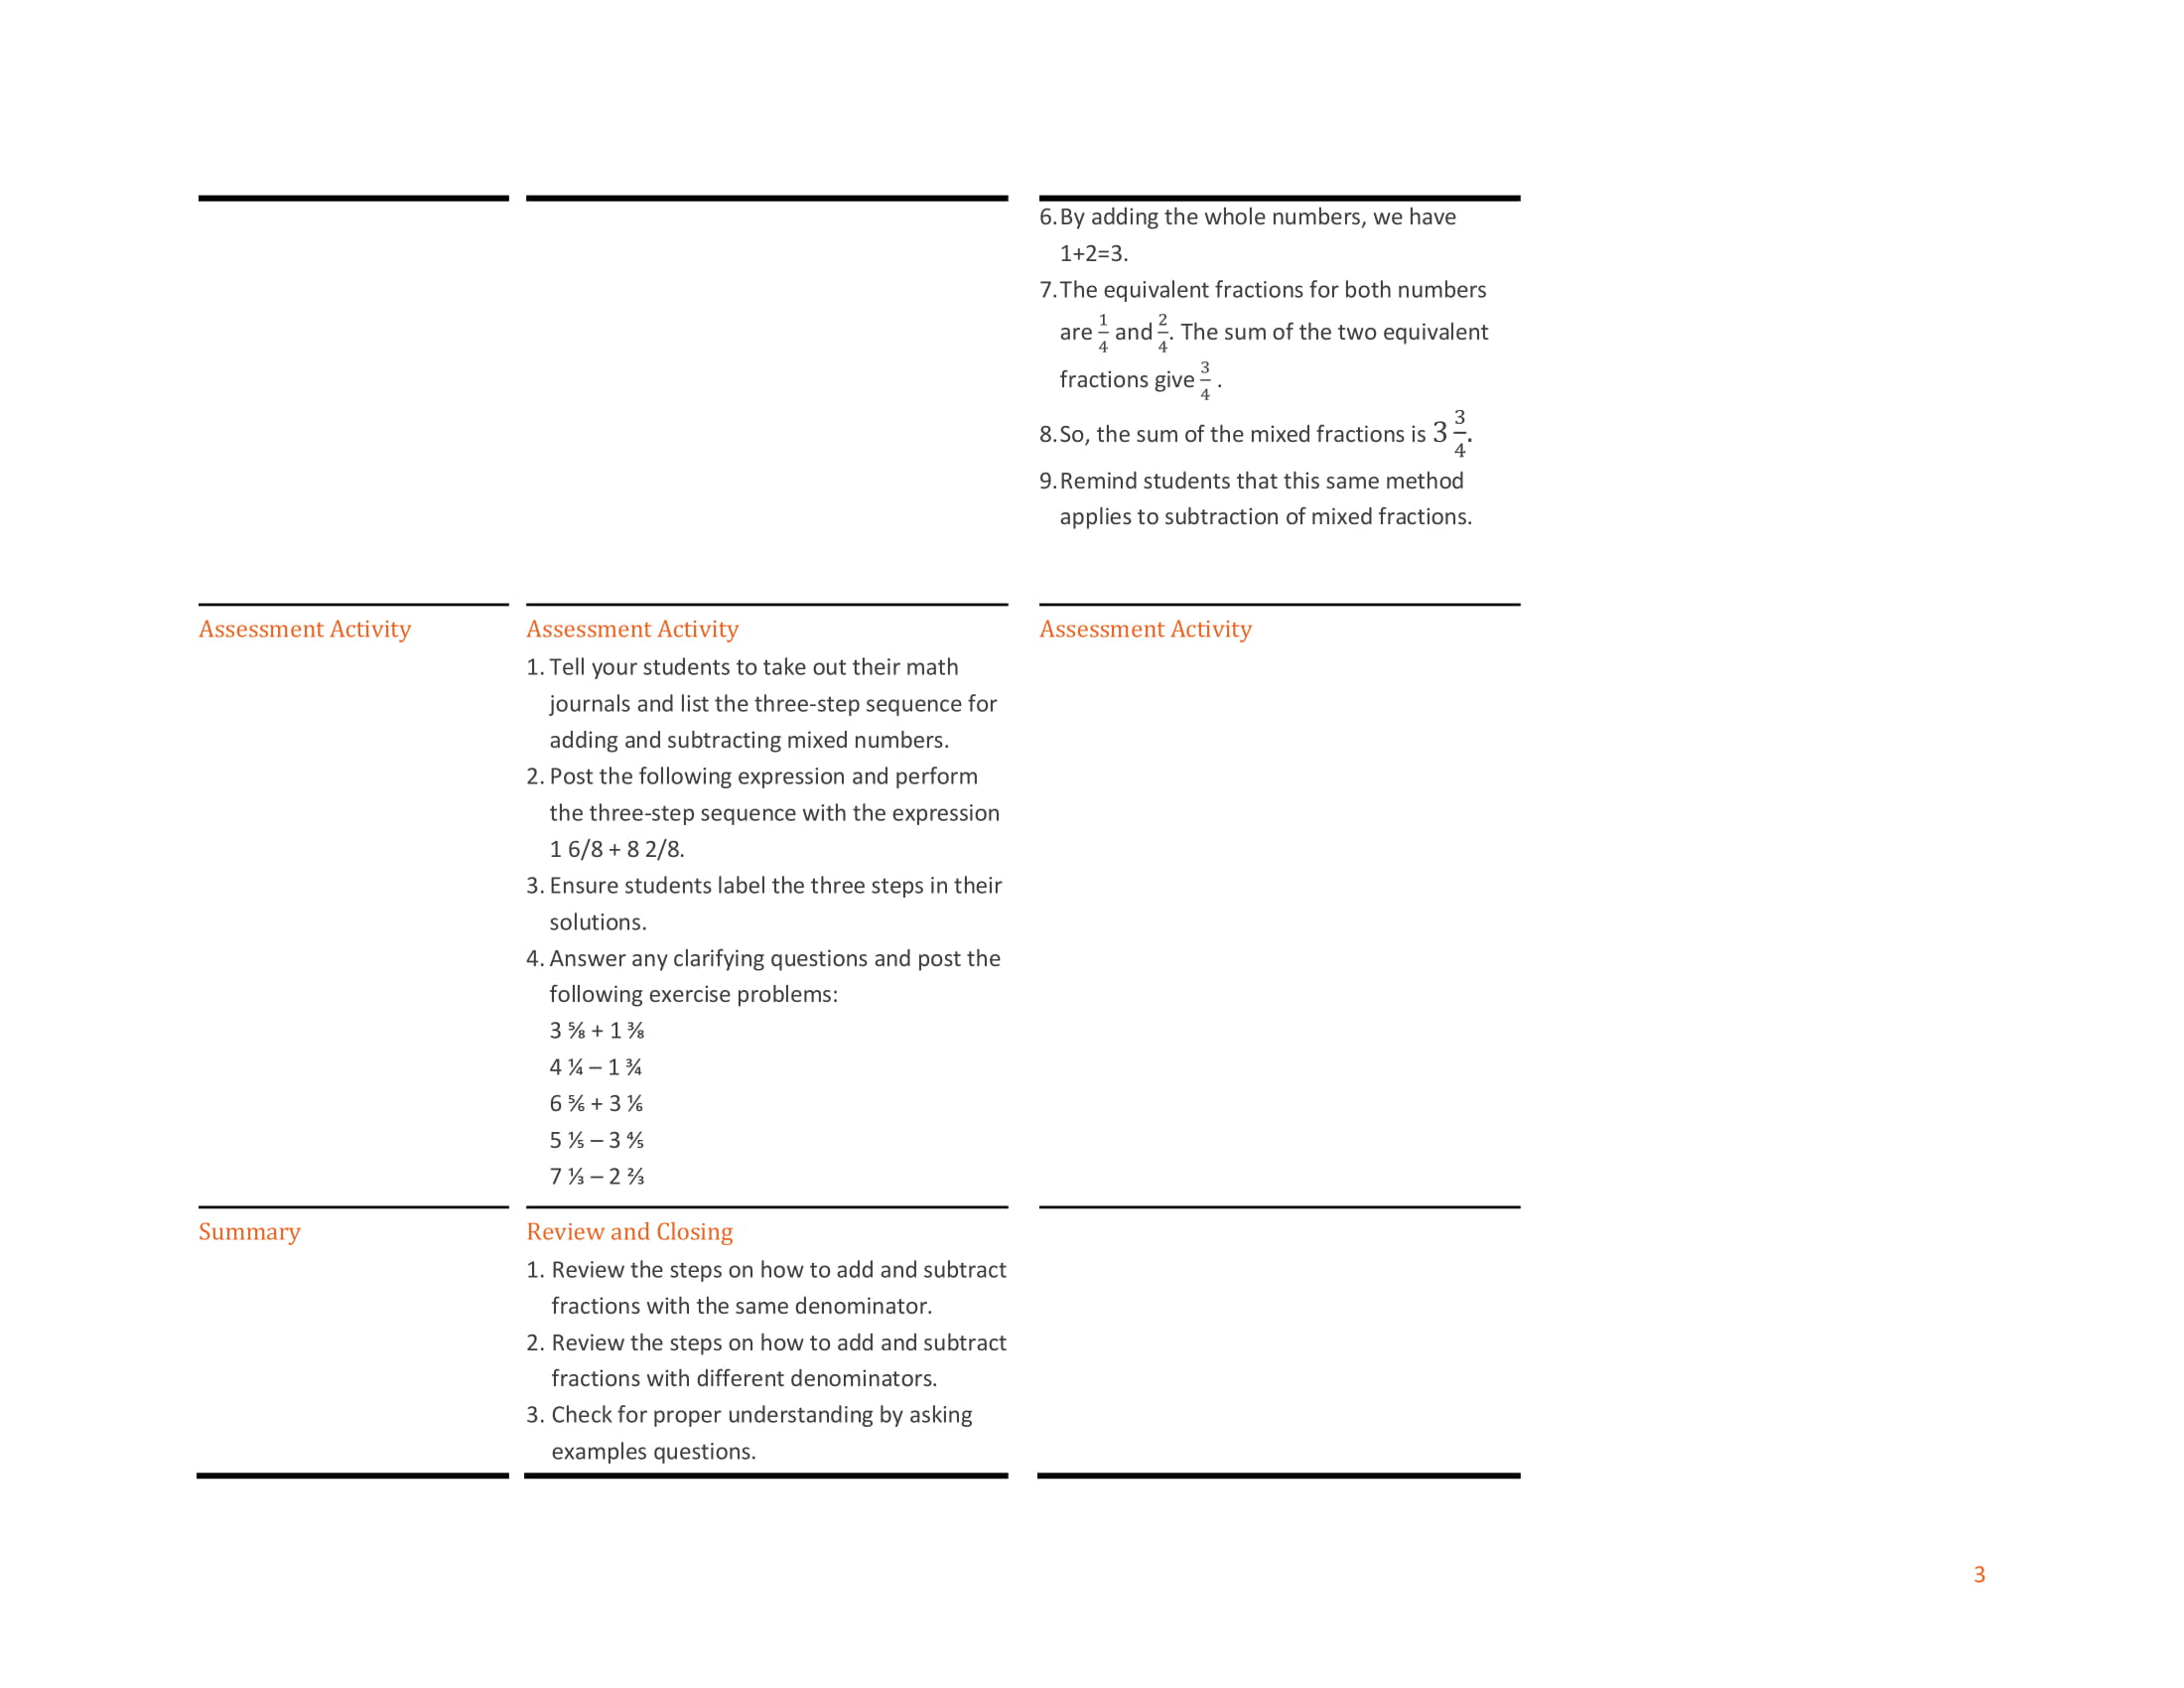 6.By adding the whole numbers, we have
1+2=3.
7.The equivalent fractions for both numbers
are 1/4 and 2/4. The sum of the two equivalent
fractions give 3/4 .
8.So, the sum of the mixed fractions is 3 3/4.
9.Remind students that this same method
applies to subtraction of mixed fractions.
Assessment Activity
Assessment Activity
1. Tell your students to take out their math
journals and list the three-step sequence for
adding and subtracting mixed numbers.
2. Post the following expression and perform
the three-step sequence with the expression
1 6/8 + 8 2/8.
3. Ensure students label the three steps in their
solutions.
4. Answer any clarifying questions and post the
following exercise problems:
3 ⅝ + 1 ⅜
4 ¼ – 1 ¾
6 ⅚ + 3 ⅙
5 ⅕ – 3 ⅘
7 ⅓ – 2 ⅔
Assessment Activity
Summary
Review and Closing
1. Review the steps on how to add and subtract
fractions with the same denominator.
2. Review the steps on how to add and subtract
fractions with different denominators.
3. Check for proper understanding by asking
examples questions.
3